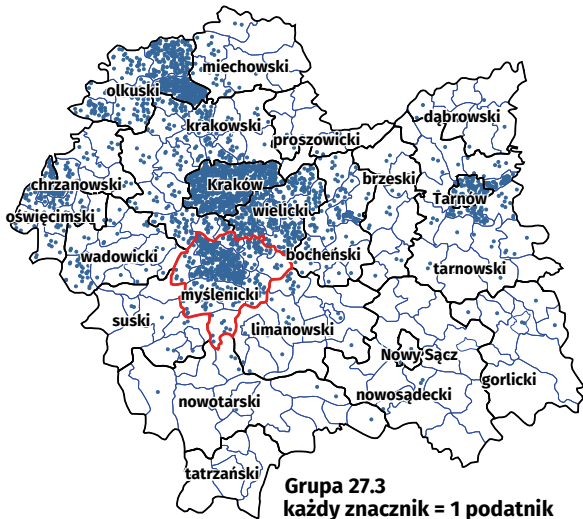 miechowski
olkuski
dąbrowski
krakowski
proszowicki
chrzanowski
Kraków
brzeski
Tarnów
oświęcimski
wielicki
wadowicki
bocheński
tarnowski
myślenicki
suski
limanowski
Nowy Sącz
gorlicki
nowotarski
nowosądecki
tatrzański
Grupa 27.3
każdy znacznik = 1 podatnik